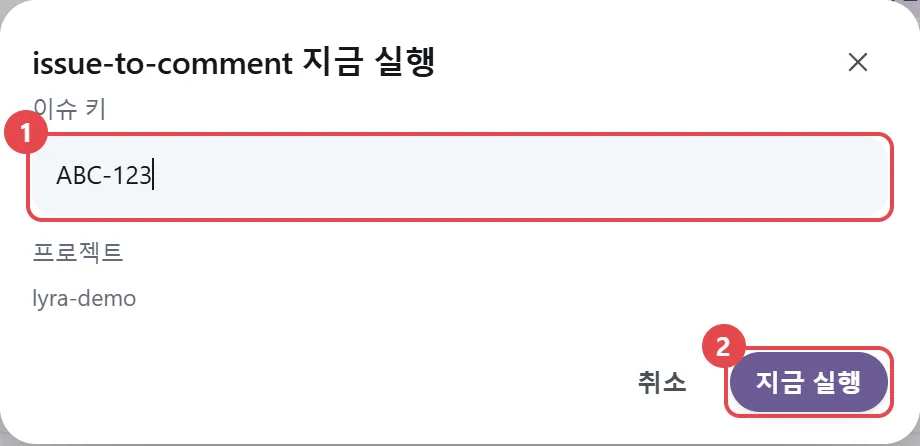 issue-to-comment 지금 실행
이슈 키
1
ABC-123
프로젝트
lyra-demo
2
취소
지금 실행